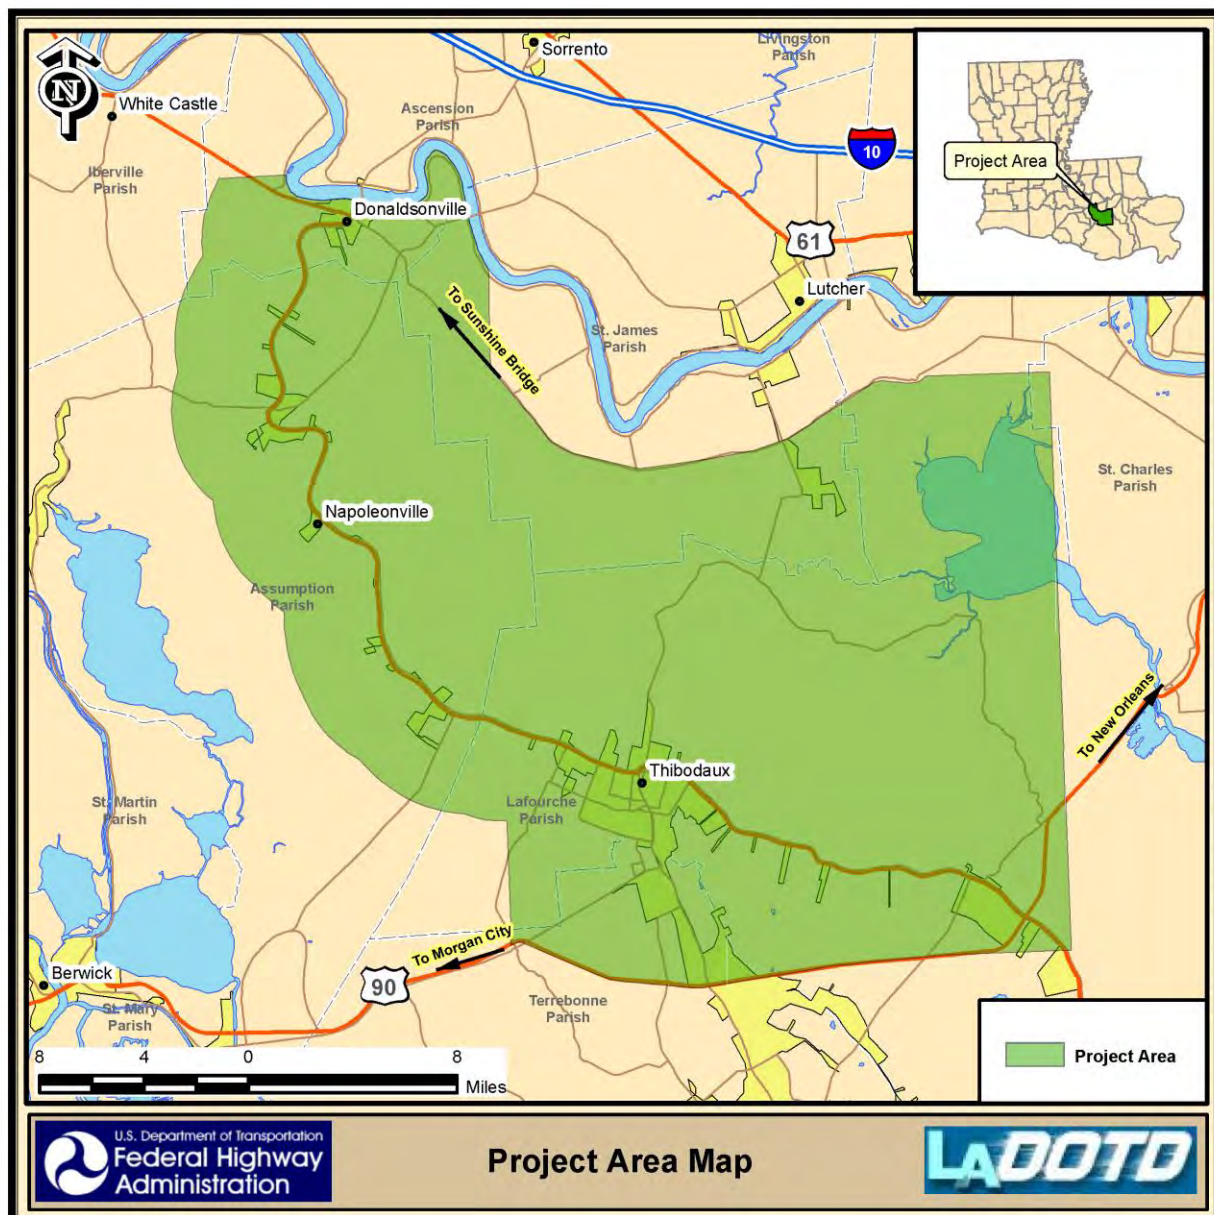 Sorrento
Livingston
Parish
N
White Castle
Ascension
Parish
10
Iberville
Parish
Project Area
Donaldsonville
61
Lutcher
To Sunshine Bridge
St. James
Parish
St. Charles
Parish
Napoleonville
Assumption
Parish
To New Orleans
Thibodaux
Lafourche
Parish
St. Martin
Parish
To Morgan City
Berwick
90
St. Mary
Parish
Terrebonne
Parish
8 4 0 8
Miles
Project Area
U.S. Department of Transportation
Federal Highway
Administration
Project Area Map
LADOTD